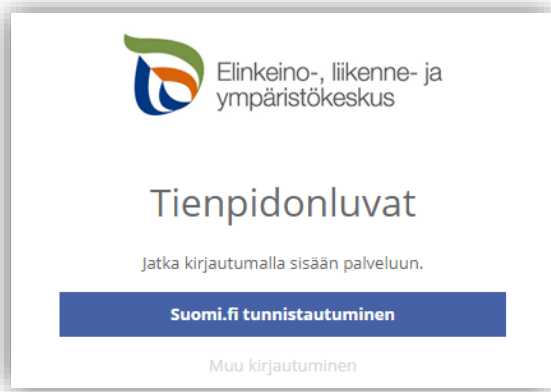 Elinkeino-, liikenne- ja
ympäristökeskus
Tienpidonluvat
Jatka kirjautumalla sisään palveluun.
Suomi.fi tunnistautuminen
Muu kirjautuminen